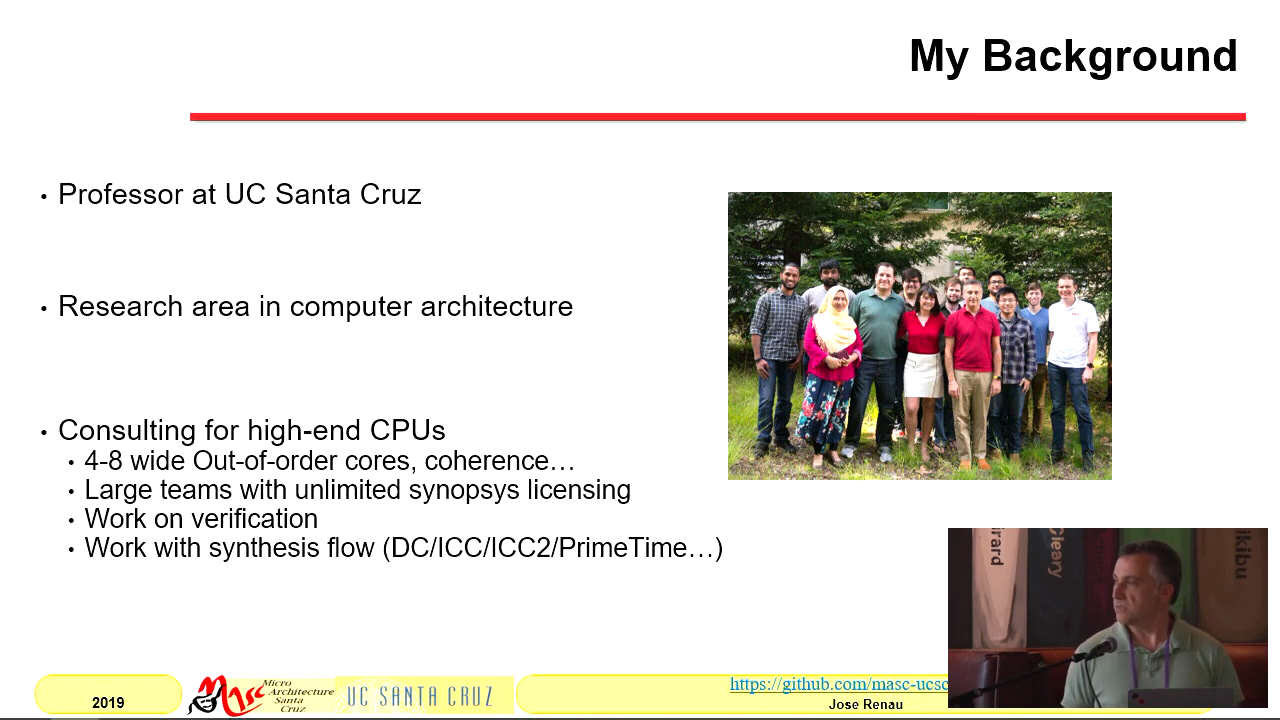 My Background
• Professor at UC Santa Cruz
• Research area in computer architecture
• Consulting for high-end CPUs
• 4-8 wide Out-of-order cores, coherence…
• Large teams with unlimited synopsys licensing
• Work on verification
• Work with synthesis flow (DC/ICC/ICC2/PrimeTime…)
2019
Masc
Micro
Architecture
Santa
Cruz
UC SANTA CRUZ
https://github.com/masc-ucsc
Jose Renau
Cleary